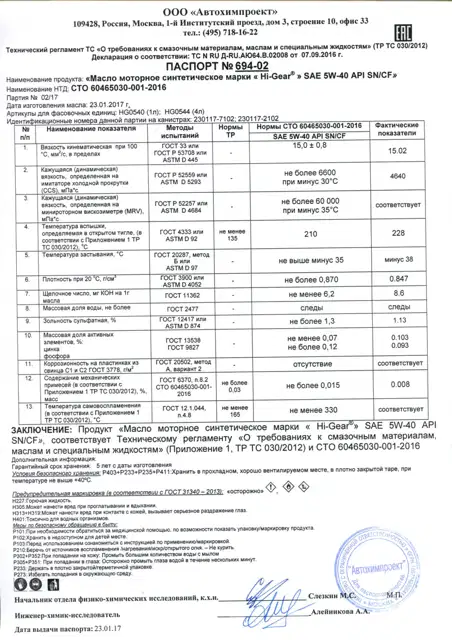 ООО «Автохимпроект»
109428, Россия, Москва, 1-й Институтский проезд, дом 3, строение 10, офис 33
тел.: (495) 718-16-22
EAC
Технический регламент ТС «О требованиях к смазочным материалам, маслам и специальным жидкостям» (ТР ТС 030/2012)
Декларация о соответствии: ТС N RU Д-RU.АЮ64.В.02008 от 07.09.2016 г.
ПАСПОРТ № 694-02
Наименование продукта: «Масло моторное синтетическое марки « Hi-Gear® » SAE 5W-40 API SN/CF»
Наименование НТД: СТО 60465030-001-2016
Партия № 02/17
Дата изготовления масла: 23.01.2017 г.
Артикулы для фасовочных единиц: HG0540 (1л); HG0544 (4л)
Идентификационные номера данной партии на канистрах: 230117-7102; 230117-2102
№ п/п | Наименование показателя | Методы испытаний | Нормы ТР | Нормы СТО 60465030-001-2016 SAE 5W-40 API SN/CF | Фактические показатели
1. Вязкость кинематическая при 100 °С, мм²/с, в пределах | ГОСТ 33 или ГОСТ Р 53708 или ASTM D 445 | - | 15,0 ± 0,8 | 15.02
2. Кажущаяся (динамическая) вязкость, определенная на имитаторе холодной прокрутки (CCS), мПа*с | ГОСТ Р 52559 или ASTM D 5293 | - | не более 6600 при минус 30°С | 4640
3. Кажущаяся (динамическая) вязкость, определенная на миниротороном вискозиметре (MRV), мПа*с | ГОСТ Р 52257 или ASTM D 4684 | - | не более 60 000 при минус 35°С | соответствует
4. Температура вспышки, определяемая в открытом тигле, (в соответствии с Приложением 1 ТР ТС 030/2012), °С | ГОСТ 4333 или ASTM D 92 | не менее 135 | 210 | 228
5. Температура застывания, °С | ГОСТ 20287, метод Б или ASTM D 97 | - | не выше минус 35 | минус 38
6. Плотность при 20 °С, г/см³ | ГОСТ 3900 или ASTM D 4052 | - | не более 0,870 | 0.847
7. Щелочное число, мг КОН на 1г масла | ГОСТ 11362 | - | не менее 6,2 | 8.6
8. Массовая доля воды, не более | ГОСТ 2477 | - | следы | следы
9. Зольность сульфатная, % | ГОСТ 12417 или ASTM D 874 | - | не более 1,3 | 1.13
10. Массовая доля активных элементов, %: цинка фосфора | ГОСТ 13538 ГОСТ 9827 | - | не менее 0,07 не более 0,12 | 0.103 0.093
11. Коррозионность на пластинках из свинца С1 и С2 ГОСТ 3778, г/м² | ГОСТ 20502, метод А, вариант 2 | - | отсутствие | соответствует
12. Содержание механических примесей (в соответствии с Приложение 1 ТР ТС 030/2012), %, масс | ГОСТ 6370, п.8.2 СТО 60465030-001-2016 | не более 0,03 | не более 0,015 | 0.008
13. Температура самовоспламенения (в соответствии с Приложение 1 ТР ТС 030/2012), °С | ГОСТ 12.1.044, п.4.8 | не менее 165 | не менее 330 | соответствует
ЗАКЛЮЧЕНИЕ: Продукт «Масло моторное синтетическое марки « Hi-Gear® » SAE 5W-40 API
SN/CF», соответствует Техническому регламенту «О требованиях к смазочным материалам,
маслам и специальным жидкостям» (Приложение 1, ТР ТС 030/2012) и СТО 60465030-001-2016
Дополнительная информация:
Гарантийный срок хранения: 5 лет с даты изготовления
Условия безопасного хранения: Р403+Р233+Р235+Р411:Хранить в прохладном, хорошо вентилируемом месте, в плотно закрытой таре, при
температуре не выше +40°С.
Предупредительная маркировка (в соответствии с ГОСТ 31340 – 2013): «осторожно»
Н227:Горючая жидкость.
Н305:Может нанести вред при проглатывании и вдыхании.
Н313+Н319:Может нанести вред при контакте с кожей, вызывает серьезное раздражение глаз.
Н401:Токсично для водных организмов.
Меры по безопасному обращению в быту:
Р101:При необходимости обратиться за медицинской помощью, по возможности показать упаковку/маркировку продукта.
Р102:Хранить в недоступном для детей месте.
Р103:Перед использованием ознакомиться с инструкцией по применению/маркировкой.
Р210:Беречь от источников воспламенения /нагревания/искр/открытого огня. – Не курить.
Р302+Р352:При попадании на кожу: Промыть большим количеством воды с мылом
Р305+Р351: При попадании в глаза: Осторожно промыть глаза водой в течение нескольких минут.
Р233: Держать в плотно закрытой/герметичной упаковке.
Р273: Избегать попадания в окружающую среду.
Начальник отдела физико-химических исследований, к.х.н. Слезкин М.С. М.П.
Инженер-химик-исследователь Алейникова А.А.
Дата выдачи паспорта: 23.01.17
"Автохимпроект"